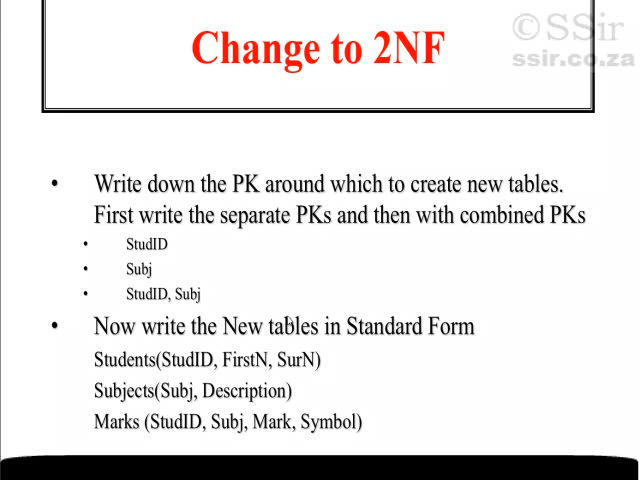 ©SSir
ssir.co.za
Change to 2NF
• Write down the PK around which to create new tables.
First write the separate PKs and then with combined PKs
• StudID
• Subj
• StudID, Subj
• Now write the New tables in Standard Form
Students(StudID, FirstN, SurN)
Subjects(Subj, Description)
Marks (StudID, Subj, Mark, Symbol)